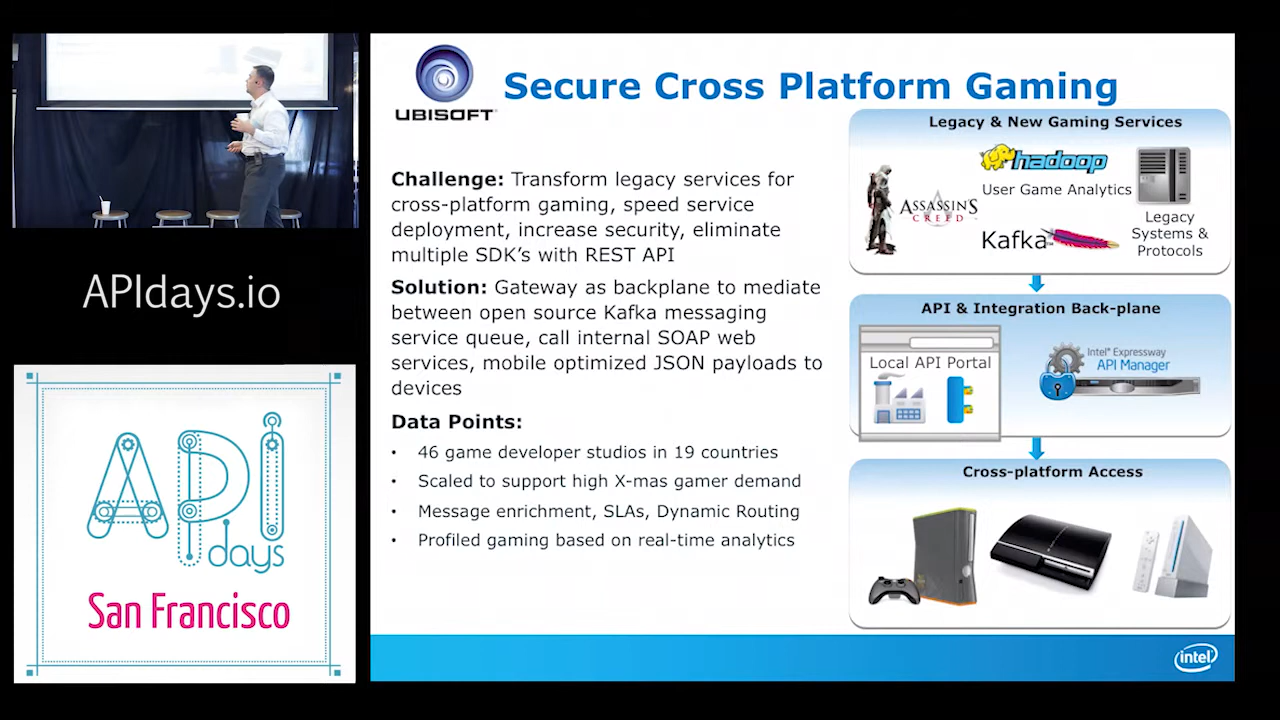 UBISOFT
Secure Cross Platform Gaming
Challenge: Transform legacy services for
cross-platform gaming, speed service
deployment, increase security, eliminate
multiple SDK's with REST API
Solution: Gateway as backplane to mediate
between open source Kafka messaging
service queue, call internal SOAP web
services, mobile optimized JSON payloads to
devices
Data Points:
• 46 game developer studios in 19 countries
• Scaled to support high X-mas gamer demand
• Message enrichment, SLAs, Dynamic Routing
• Profiled gaming based on real-time analytics
Legacy & New Gaming Services
hadoop
User Game Analytics
ASSASSIN'S
CREED
Kafka
Legacy
Systems &
Protocols
API & Integration Back-plane
Local API Portal
Intel® Expressway
API Manager
Cross-platform Access
intel
APIdays.io
API
days
San Francisco